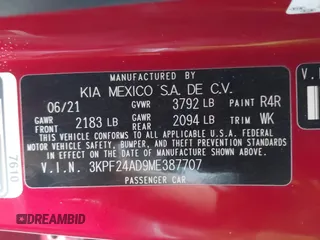 MANUFACTURED BY
KIA MEXICO S.A. DE C.V.
06/21 GVWR 3792 LB PAINT R4R
GAWR FRONT 2183 LB GAWR REAR 2094 LB TRIM WK
THIS VEHICLE CONFORMS TO ALL APPLICABLE U.S.A. FEDERAL
MOTOR VEHICLE SAFETY, BUMPER, AND
THEFT PREVENTION STANDARDS IN EFFECT ON
THE DATE OF MANUFACTURE SHOWN ABOVE.
V.I.N. 3KPF24AD9ME387707
PASSENGER CAR
7610
V.I.
AUTIDRBID